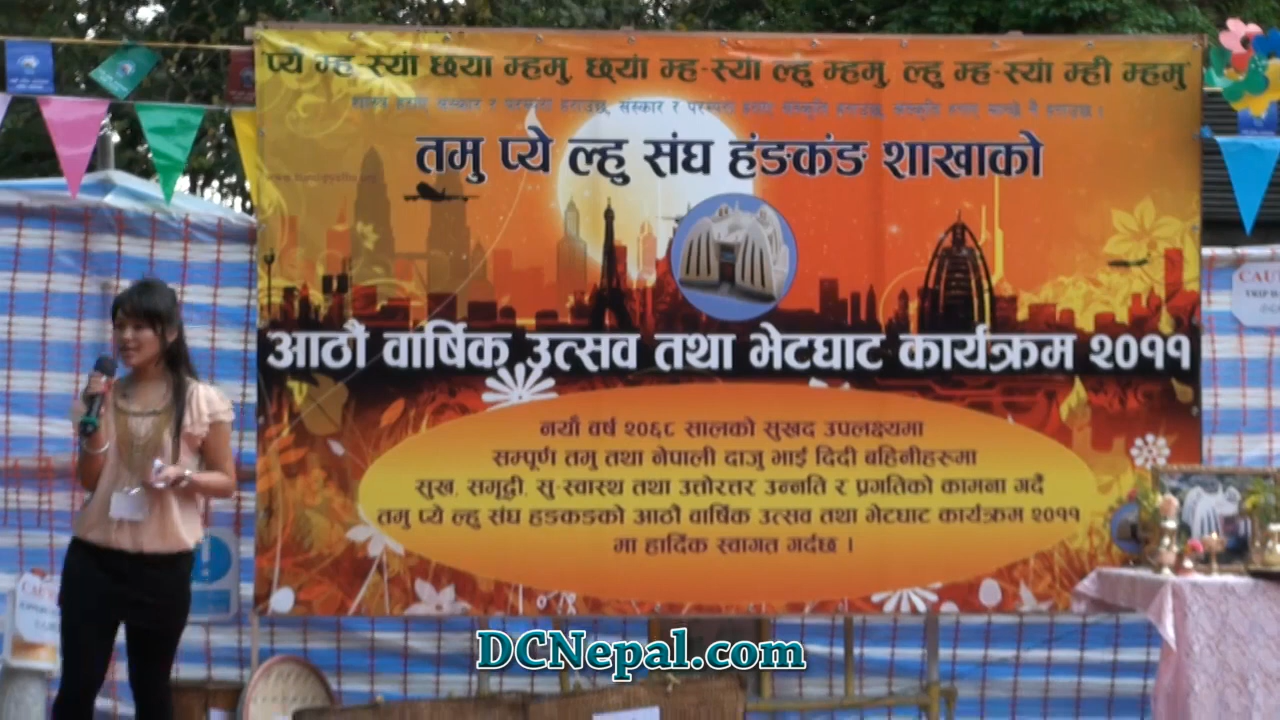 प्ये म्ह-स्याँ छ्या म्हमु, छ्याँ म्ह-स्याँ ल्हु म्हमु, ल्हु म्ह-स्याँ म्ही म्हमु
तमु प्ये ल्हु संघ हंङकंङ शाखाको
आठौं वार्षिक उत्सव तथा भेटघाट कार्यक्रम २०११
नयाँ वर्ष २०६८ सालको सुखद उपलक्ष्यमा
सम्पूर्ण तमु तथा नेपाली दाजु भाई दिदी बहिनीहरुमा
सुख, समृद्धी, सु-स्वास्थ तथा उत्तोरत्तर उन्नति र प्रगतिको कामना गर्दै
तमु प्ये ल्हु संघ हङकङको आठौं वार्षिक उत्सव तथा भेटघाट कार्यक्रम २०११
मा हार्दिक स्वागत गर्दछ ।
DCNepal.com